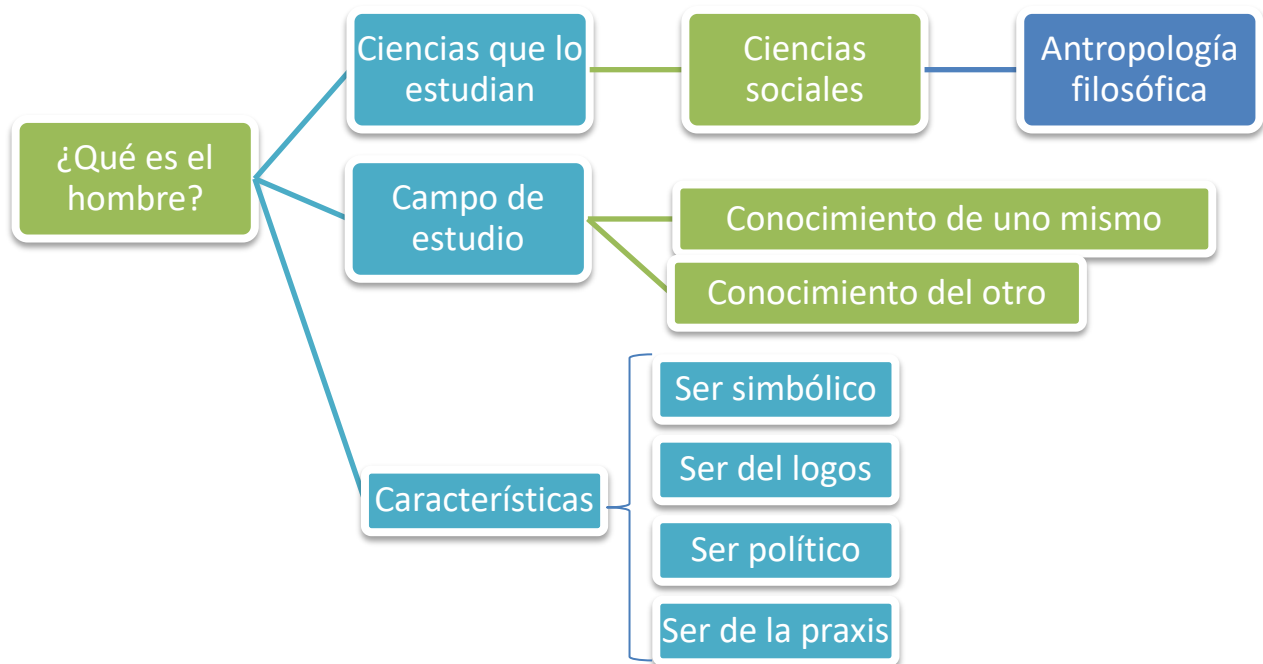 ¿Qué es el
hombre?
Ciencias que lo
estudian
Ciencias
sociales
Antropología
filosófica
Campo de
estudio
Conocimiento de uno mismo
Conocimiento del otro
Características
Ser simbólico
Ser del logos
Ser político
Ser de la praxis